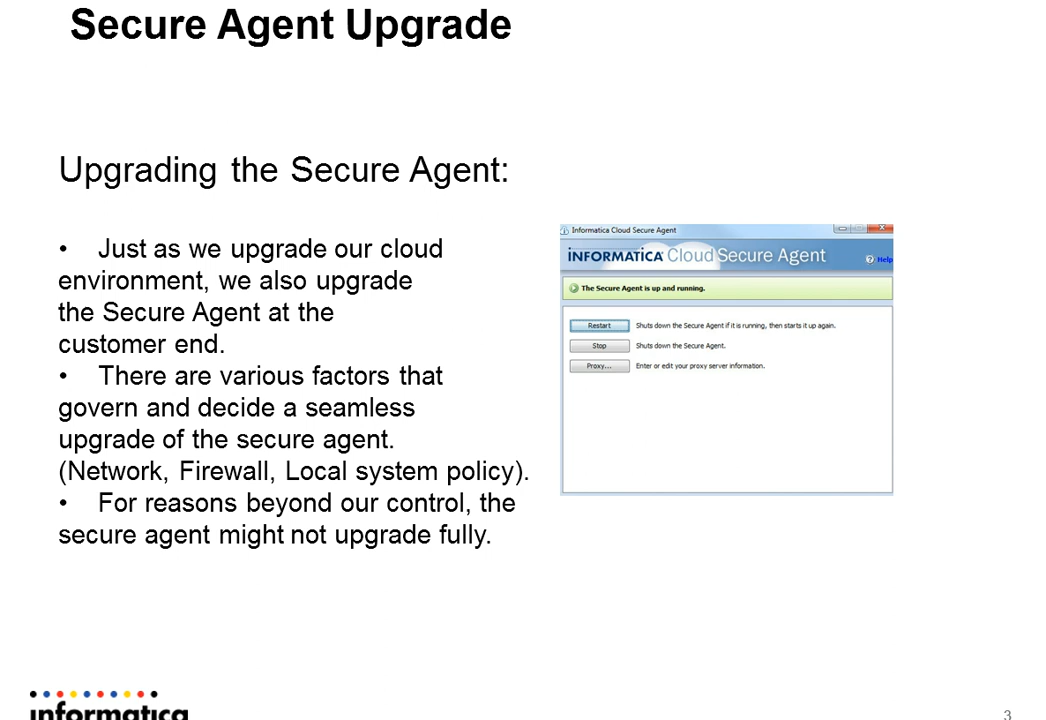 Secure Agent Upgrade
Upgrading the Secure Agent:
• Just as we upgrade our cloud
environment, we also upgrade
the Secure Agent at the
customer end.
• There are various factors that
govern and decide a seamless
upgrade of the secure agent.
(Network, Firewall, Local system policy).
• For reasons beyond our control, the
secure agent might not upgrade fully.
Informatica Cloud Secure Agent
INFORMATICA Cloud Secure Agent
Help
The Secure Agent is up and running.
Restart Shuts down the Secure Agent if it is running, then starts it up again.
Stop Shuts down the Secure Agent.
Proxy... Enter or edit your proxy server information.
informatica
3